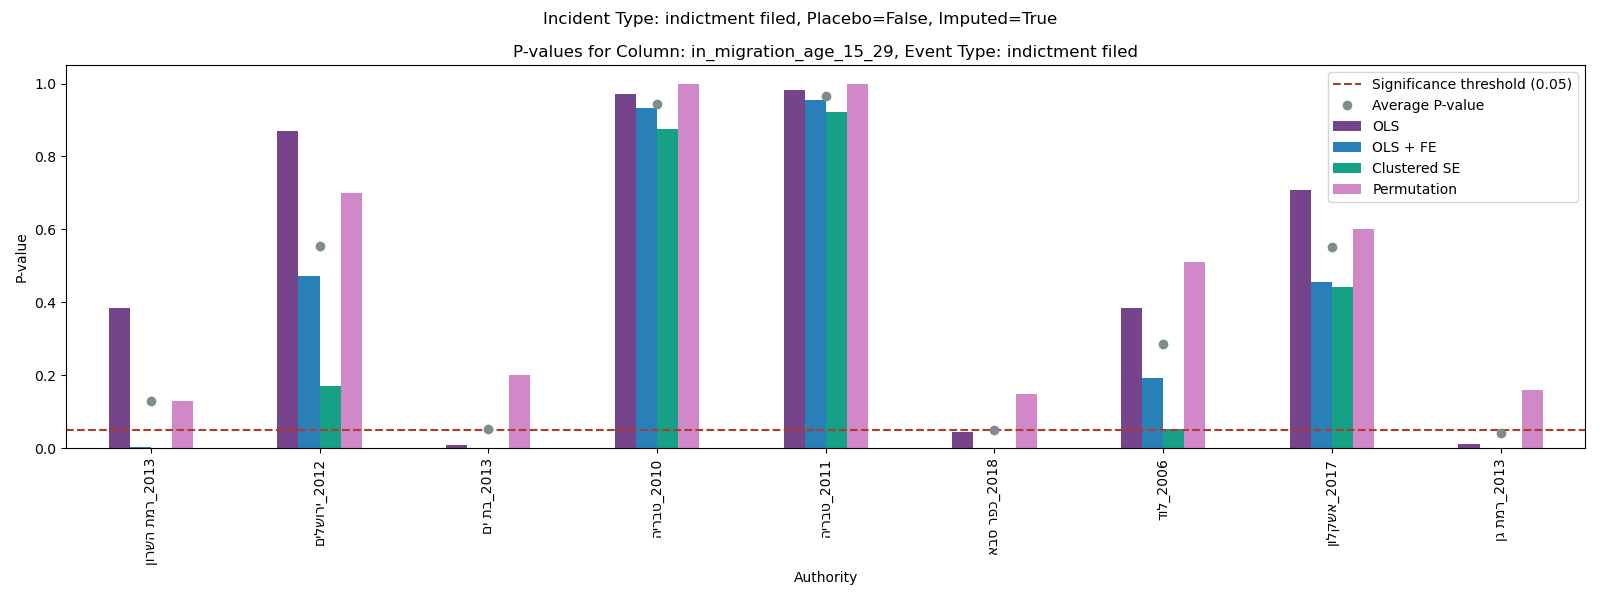 Incident Type: indictment filed, Placebo=False, Imputed=True
P-values for Column: in_migration_age_15_29, Event Type: indictment filed
Significance threshold (0.05)
Average P-value
OLS
OLS + FE
Clustered SE
Permutation
P-value
1.0
0.8
0.6
0.4
0.2
0.0
רמת השרון_2013
ירושלים_2012
בת ים_2013
טבריה_2010
טבריה_2011
כפר סבא_2018
לוד_2006
אשקלון_2017
רמת גן_2013
Authority